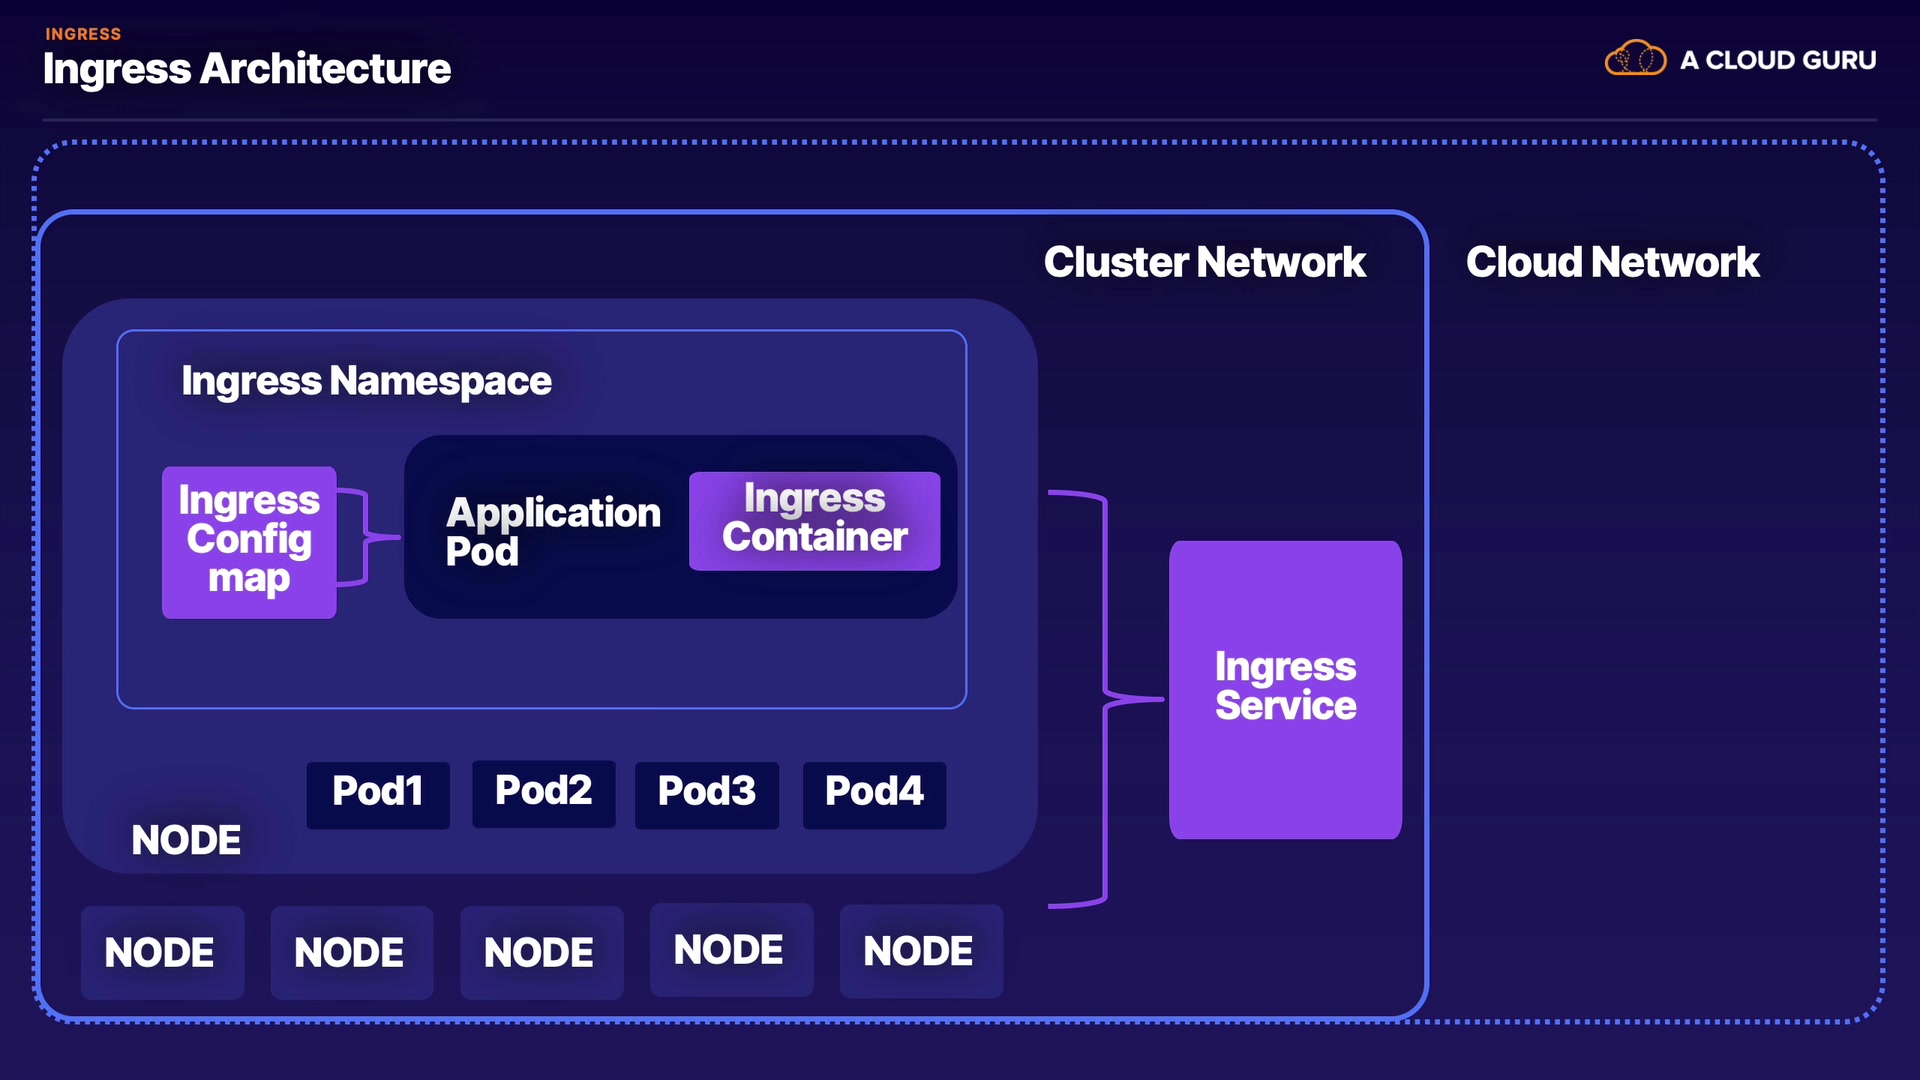 INGRESS
Ingress Architecture
A CLOUD GURU
Cluster Network
Cloud Network
Ingress Namespace
Ingress
Config
map
Application
Pod
Ingress
Container
Ingress
Service
Pod1
Pod2
Pod3
Pod4
NODE
NODE
NODE
NODE
NODE
NODE